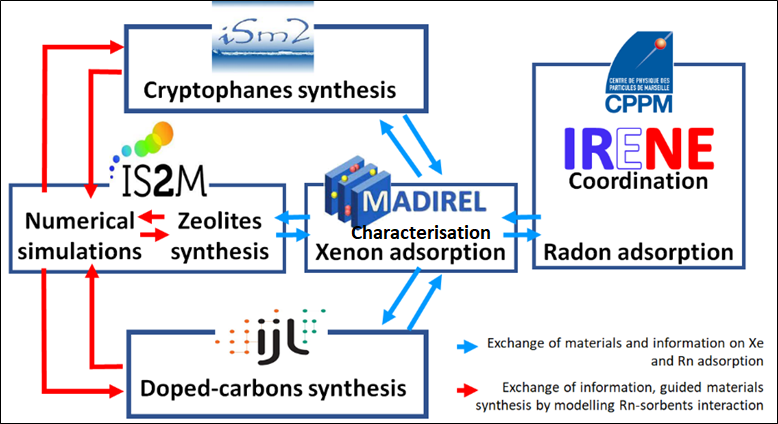 iSm2
Cryptophanes synthesis
CENTRE DE PHYSIQUE DES
PARTICULES DE MARSEILLE
CPPM
IRENE
Coordination
Radon adsorption
IS2M
Numerical
simulations
Zeolites
synthesis
MADIREL
Characterisation
Xenon adsorption
ijl
Doped-carbons synthesis
Exchange of materials and information on Xe
and Rn adsorption
Exchange of information, guided materials
synthesis by modelling Rn-sorbents interaction